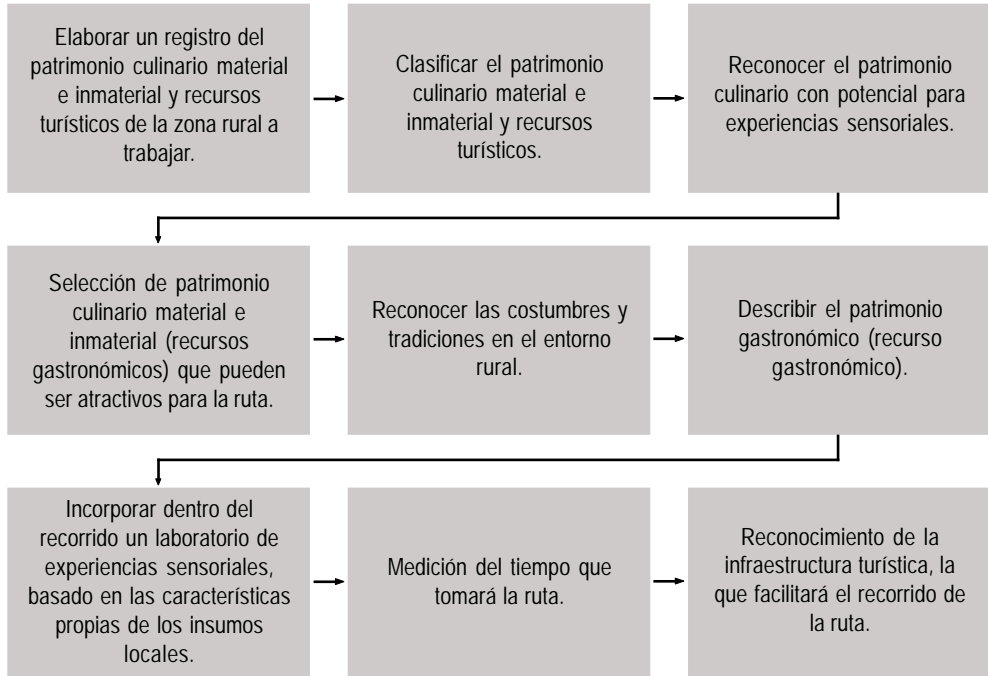 Elaborar un registro del
patrimonio culinario material
e inmaterial y recursos
turísticos de la zona rural a
trabajar.
Clasificar el patrimonio
culinario material e
inmaterial y recursos
turísticos.
Reconocer el patrimonio
culinario con potencial para
experiencias sensoriales.
Selección de patrimonio
culinario material e
inmaterial (recursos
gastronómicos) que pueden
ser atractivos para la ruta.
Reconocer las costumbres y
tradiciones en el entorno
rural.
Describir el patrimonio
gastronómico (recurso
gastronómico).
Incorporar dentro del
recorrido un laboratorio de
experiencias sensoriales,
basado en las características
propias de los insumos
locales.
Medición del tiempo que
tomará la ruta.
Reconocimiento de la
infraestructura turística, la
que facilitará el recorrido de
la ruta.